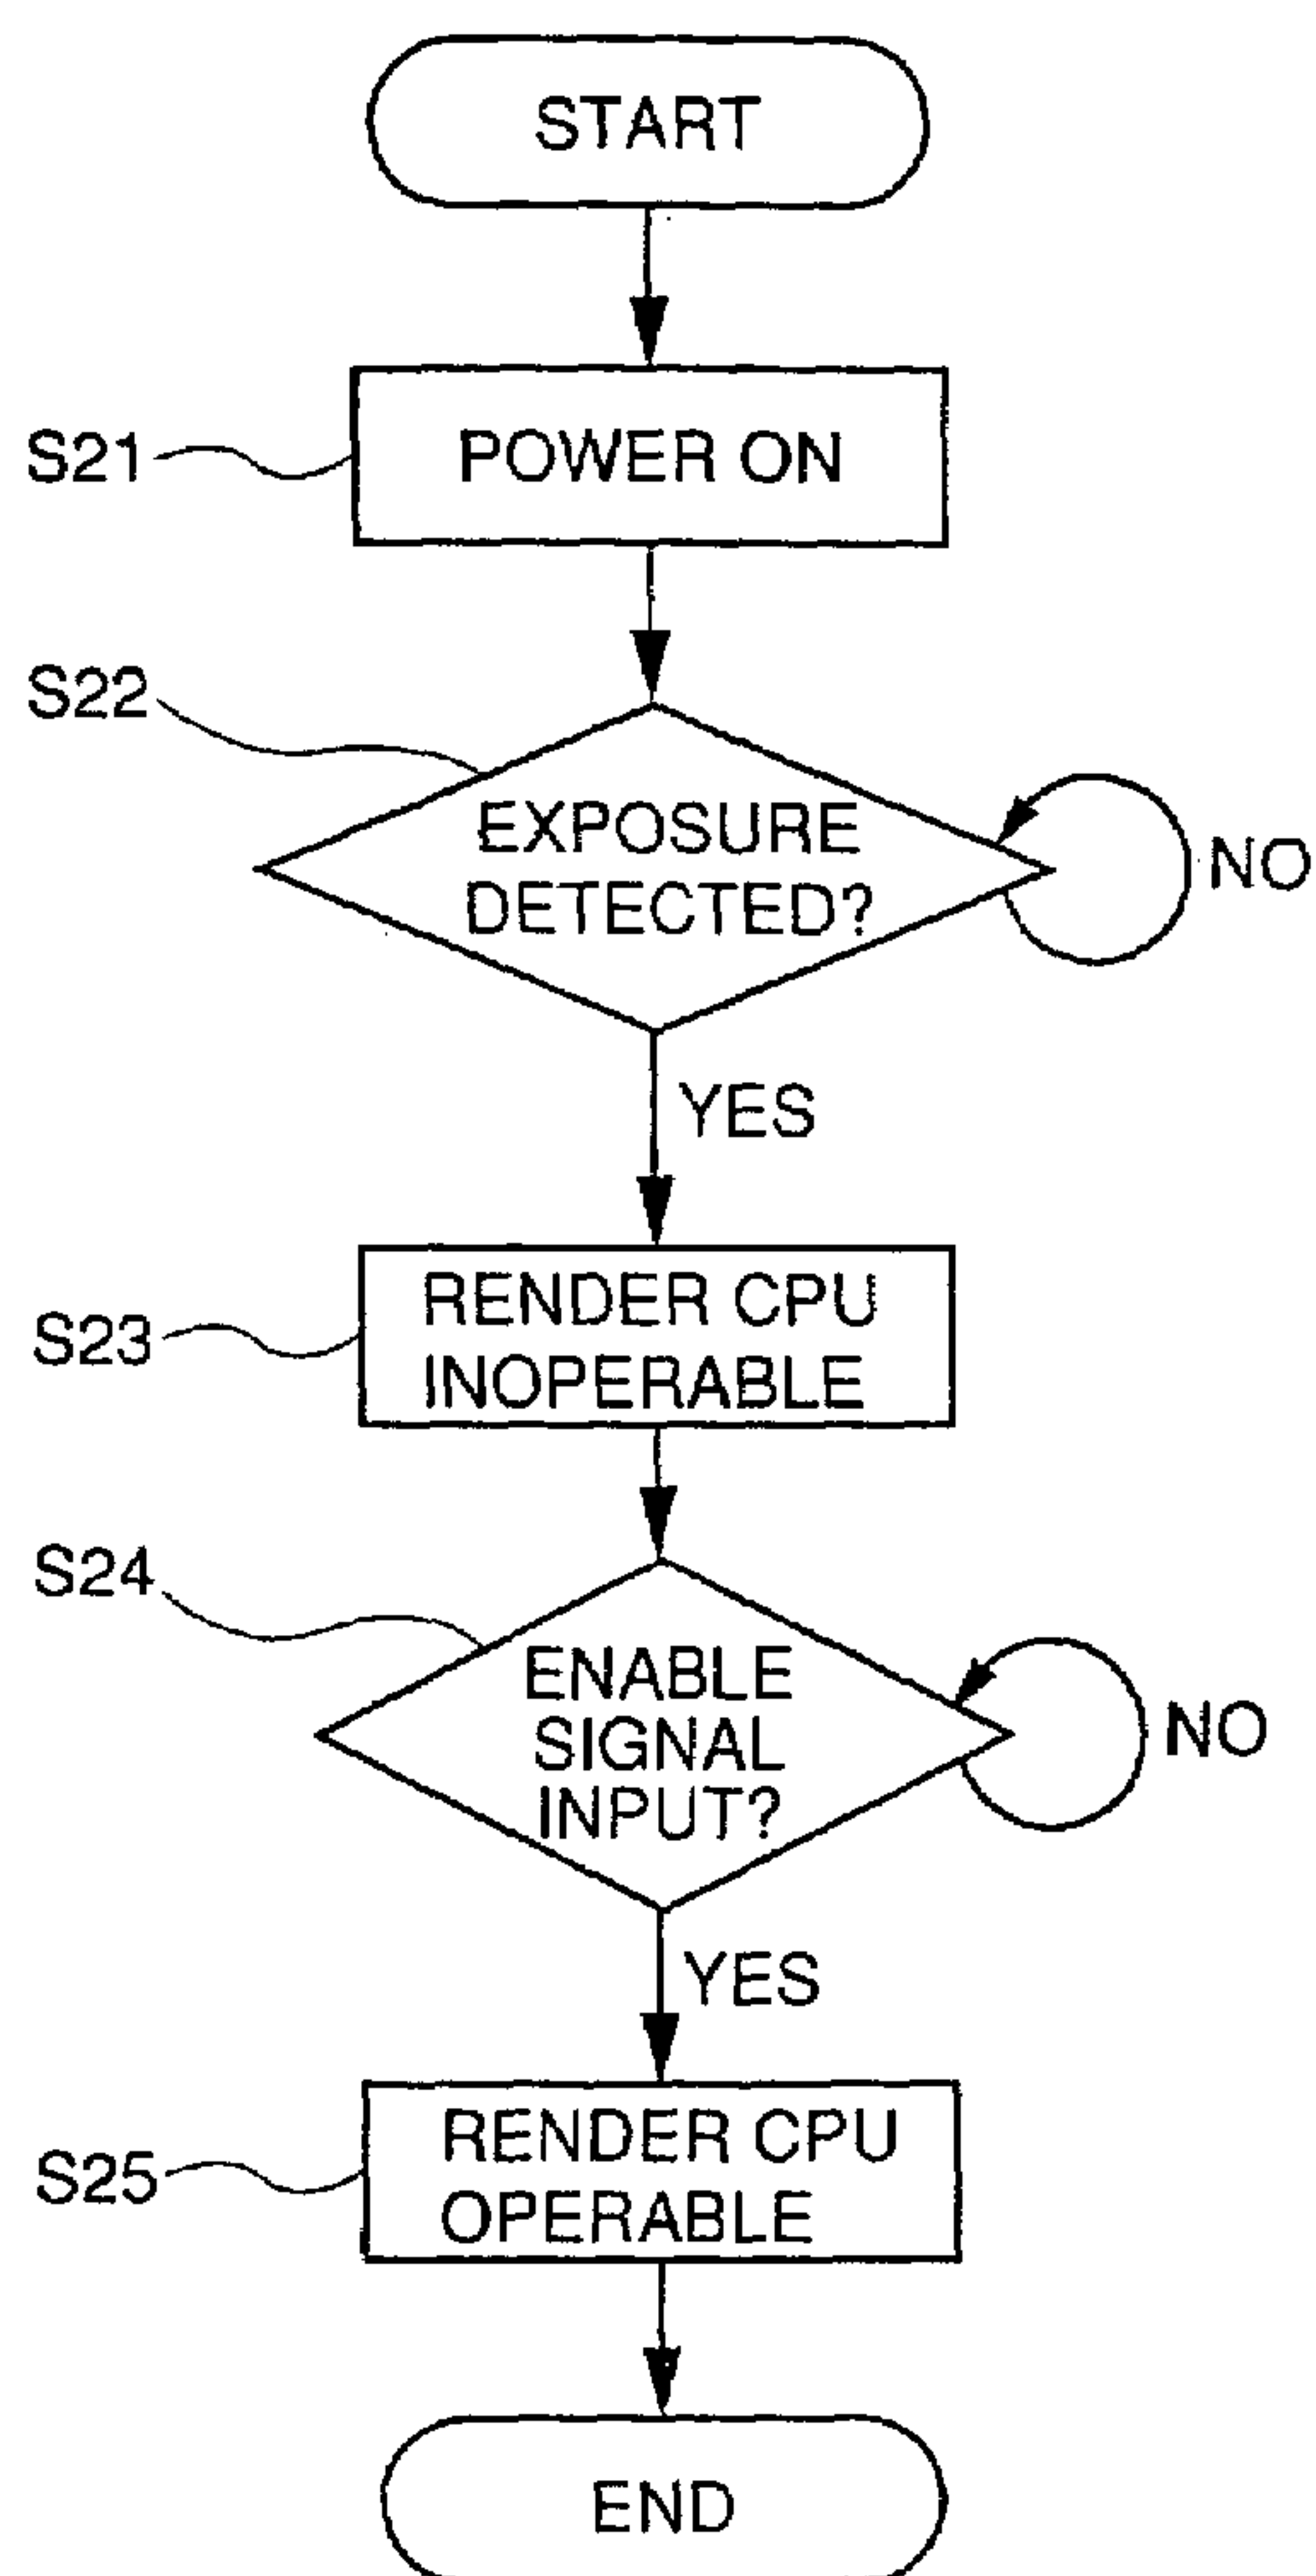 START
S21
POWER ON
S22
EXPOSURE
DETECTED?
NO
YES
S23
RENDER CPU
INOPERABLE
S24
ENABLE
SIGNAL
INPUT?
NO
YES
S25
RENDER CPU
OPERABLE
END